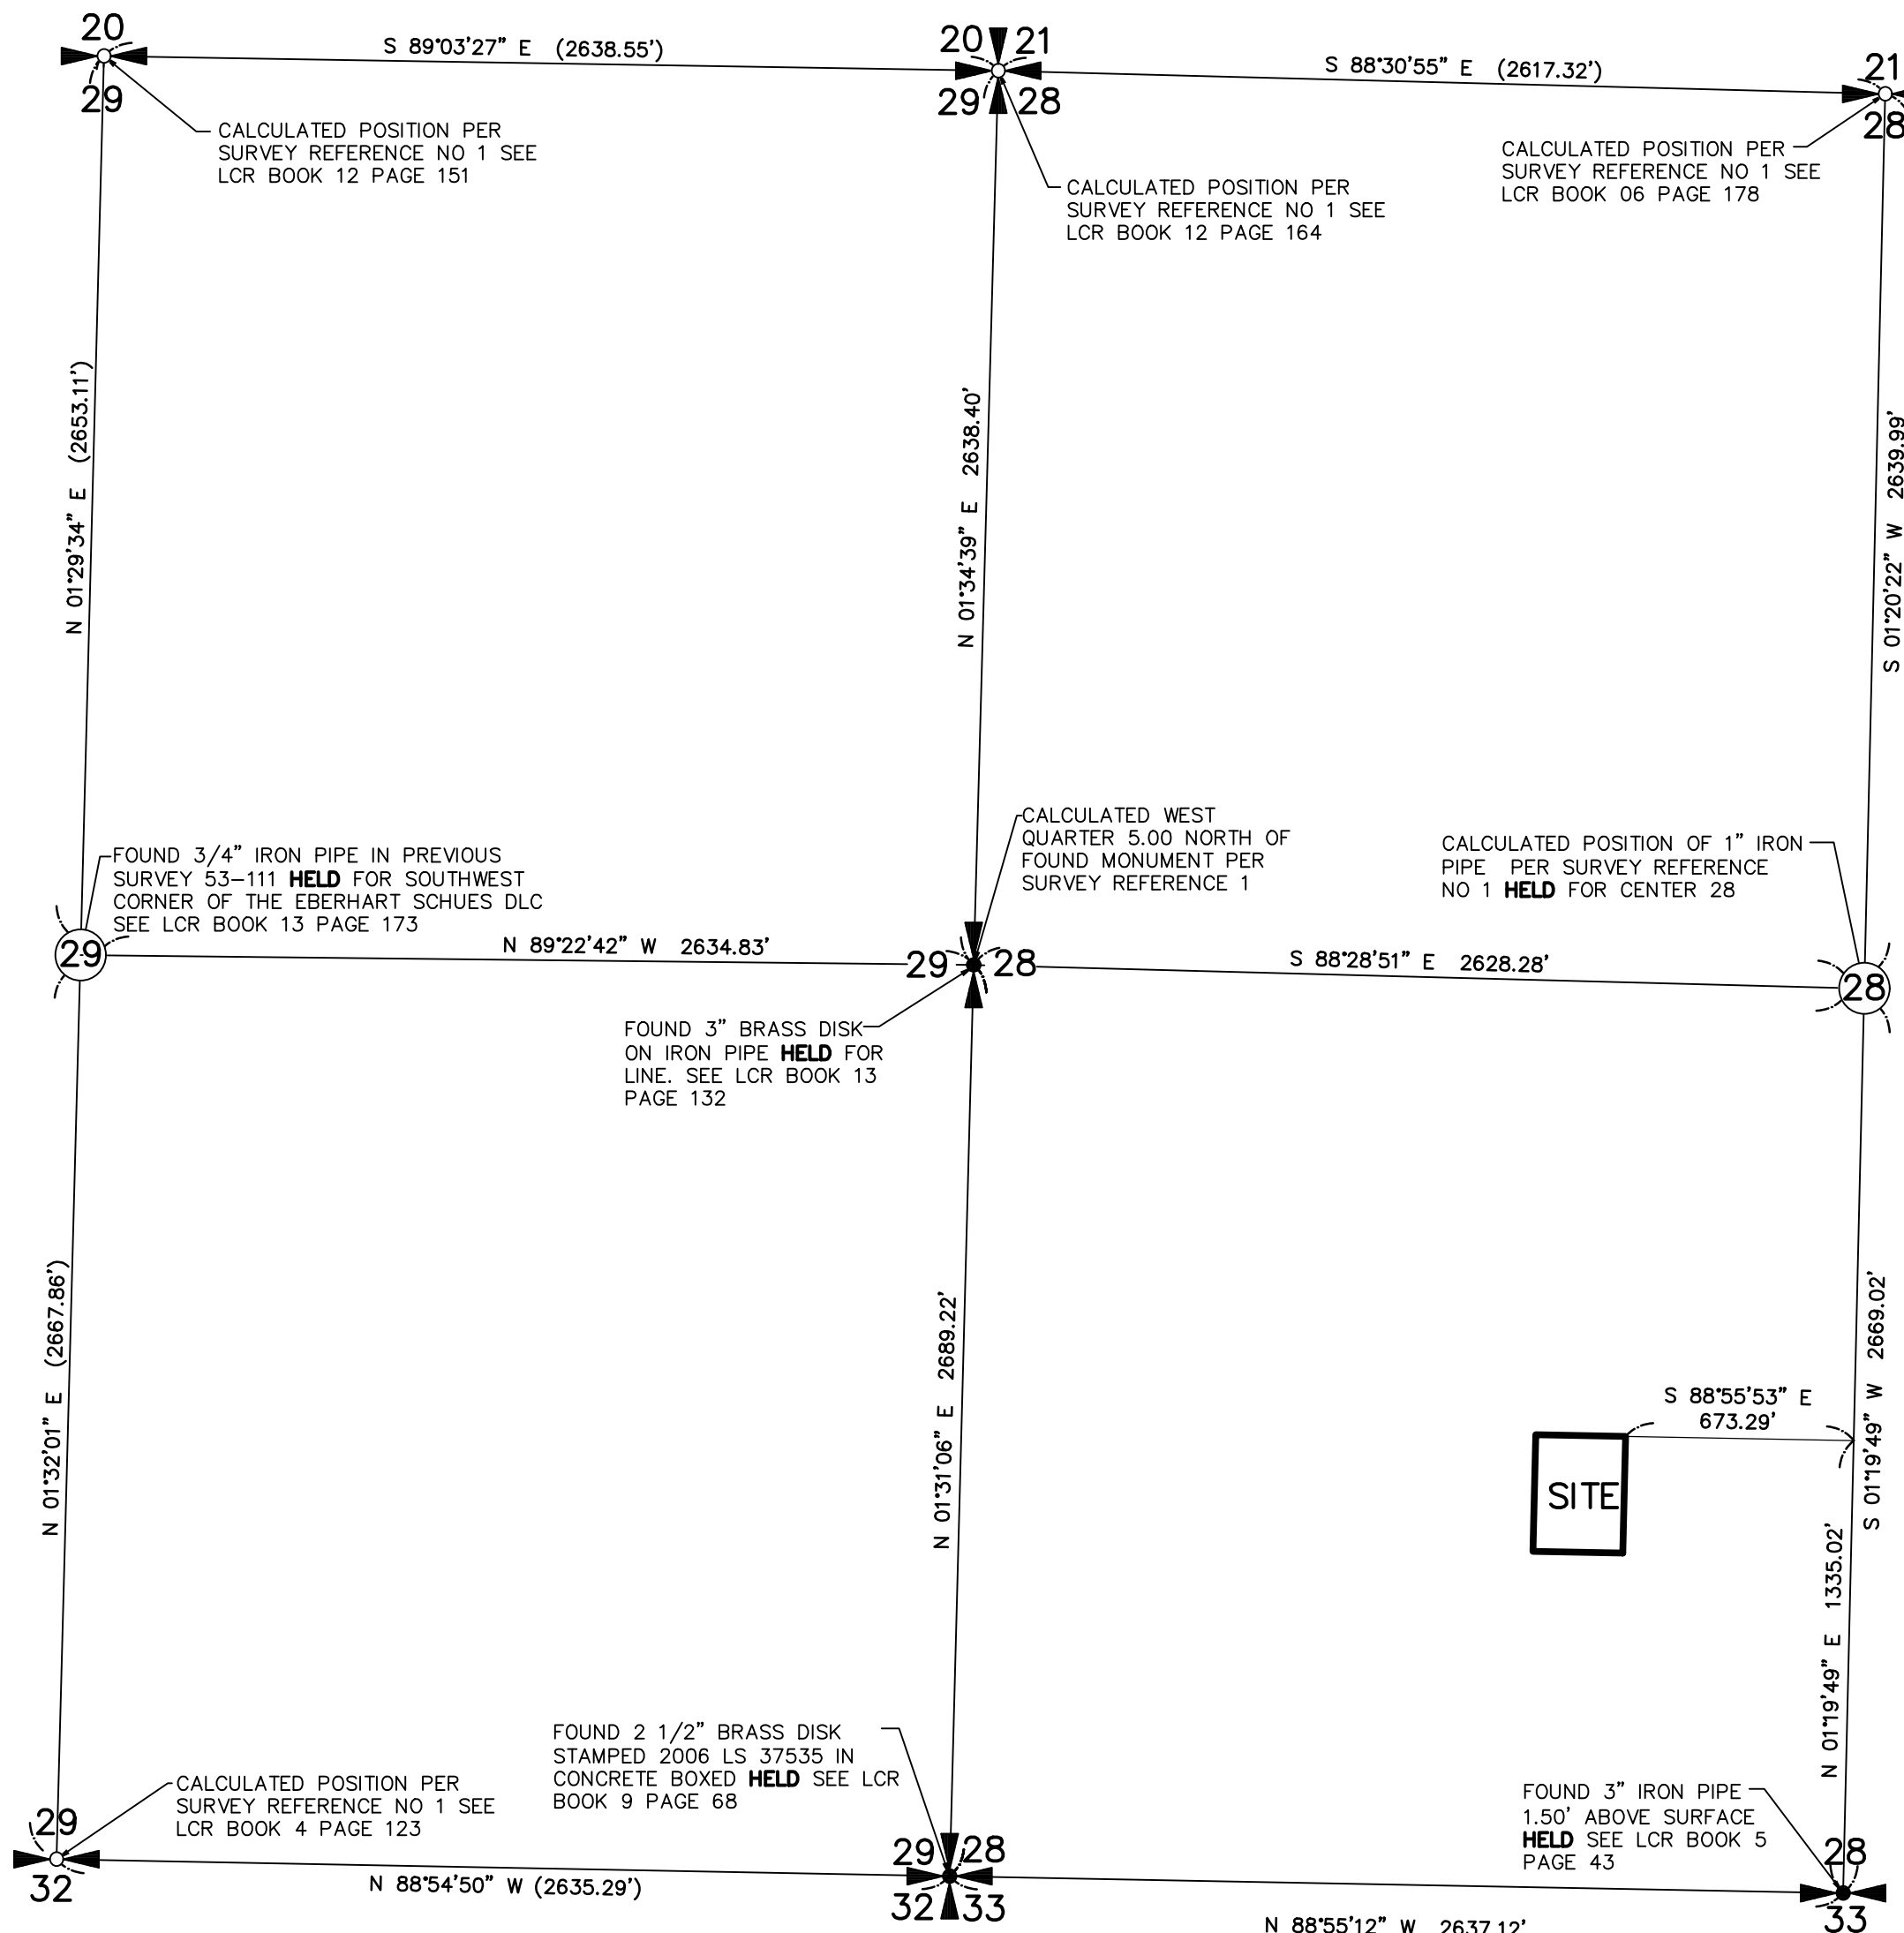 20
29
S 89°03'27" E (2638.55')
20 21
29 28
S 88°30'55" E (2617.32')
21
28
CALCULATED POSITION PER
SURVEY REFERENCE NO 1 SEE
LCR BOOK 12 PAGE 151
CALCULATED POSITION PER
SURVEY REFERENCE NO 1 SEE
LCR BOOK 12 PAGE 164
CALCULATED POSITION PER
SURVEY REFERENCE NO 1 SEE
LCR BOOK 06 PAGE 178
N 01°29'34" E (2653.11')
N 01°34'39" E 2638.40'
S 01°20'22" W 2639.99'
FOUND 3/4" IRON PIPE IN PREVIOUS
SURVEY 53-111 HELD FOR SOUTHWEST
CORNER OF THE EBERHART SCHUES DLC
SEE LCR BOOK 13 PAGE 173
CALCULATED WEST
QUARTER 5.00 NORTH OF
FOUND MONUMENT PER
SURVEY REFERENCE 1
CALCULATED POSITION OF 1" IRON
PIPE PER SURVEY REFERENCE
NO 1 HELD FOR CENTER 28
29
N 89°22'42" W 2634.83'
29 28
S 88°28'51" E 2628.28'
28
FOUND 3" BRASS DISK
ON IRON PIPE HELD FOR
LINE. SEE LCR BOOK 13
PAGE 132
N 01°32'01" E (2667.86')
N 01°31'06" E 2689.22'
S 01°19'49" W 2669.02'
S 88°55'53" E
673.29'
SITE
N 01°19'49" E 1335.02'
FOUND 2 1/2" BRASS DISK
STAMPED 2006 LS 37535 IN
CONCRETE BOXED HELD SEE LCR
BOOK 9 PAGE 68
CALCULATED POSITION PER
SURVEY REFERENCE NO 1 SEE
LCR BOOK 4 PAGE 123
FOUND 3" IRON PIPE
1.50' ABOVE SURFACE
HELD SEE LCR BOOK 5
PAGE 43
29
32
N 88°54'50" W (2635.29')
29 28
32 33
N 88°55'12" W 2637.12'
28
33